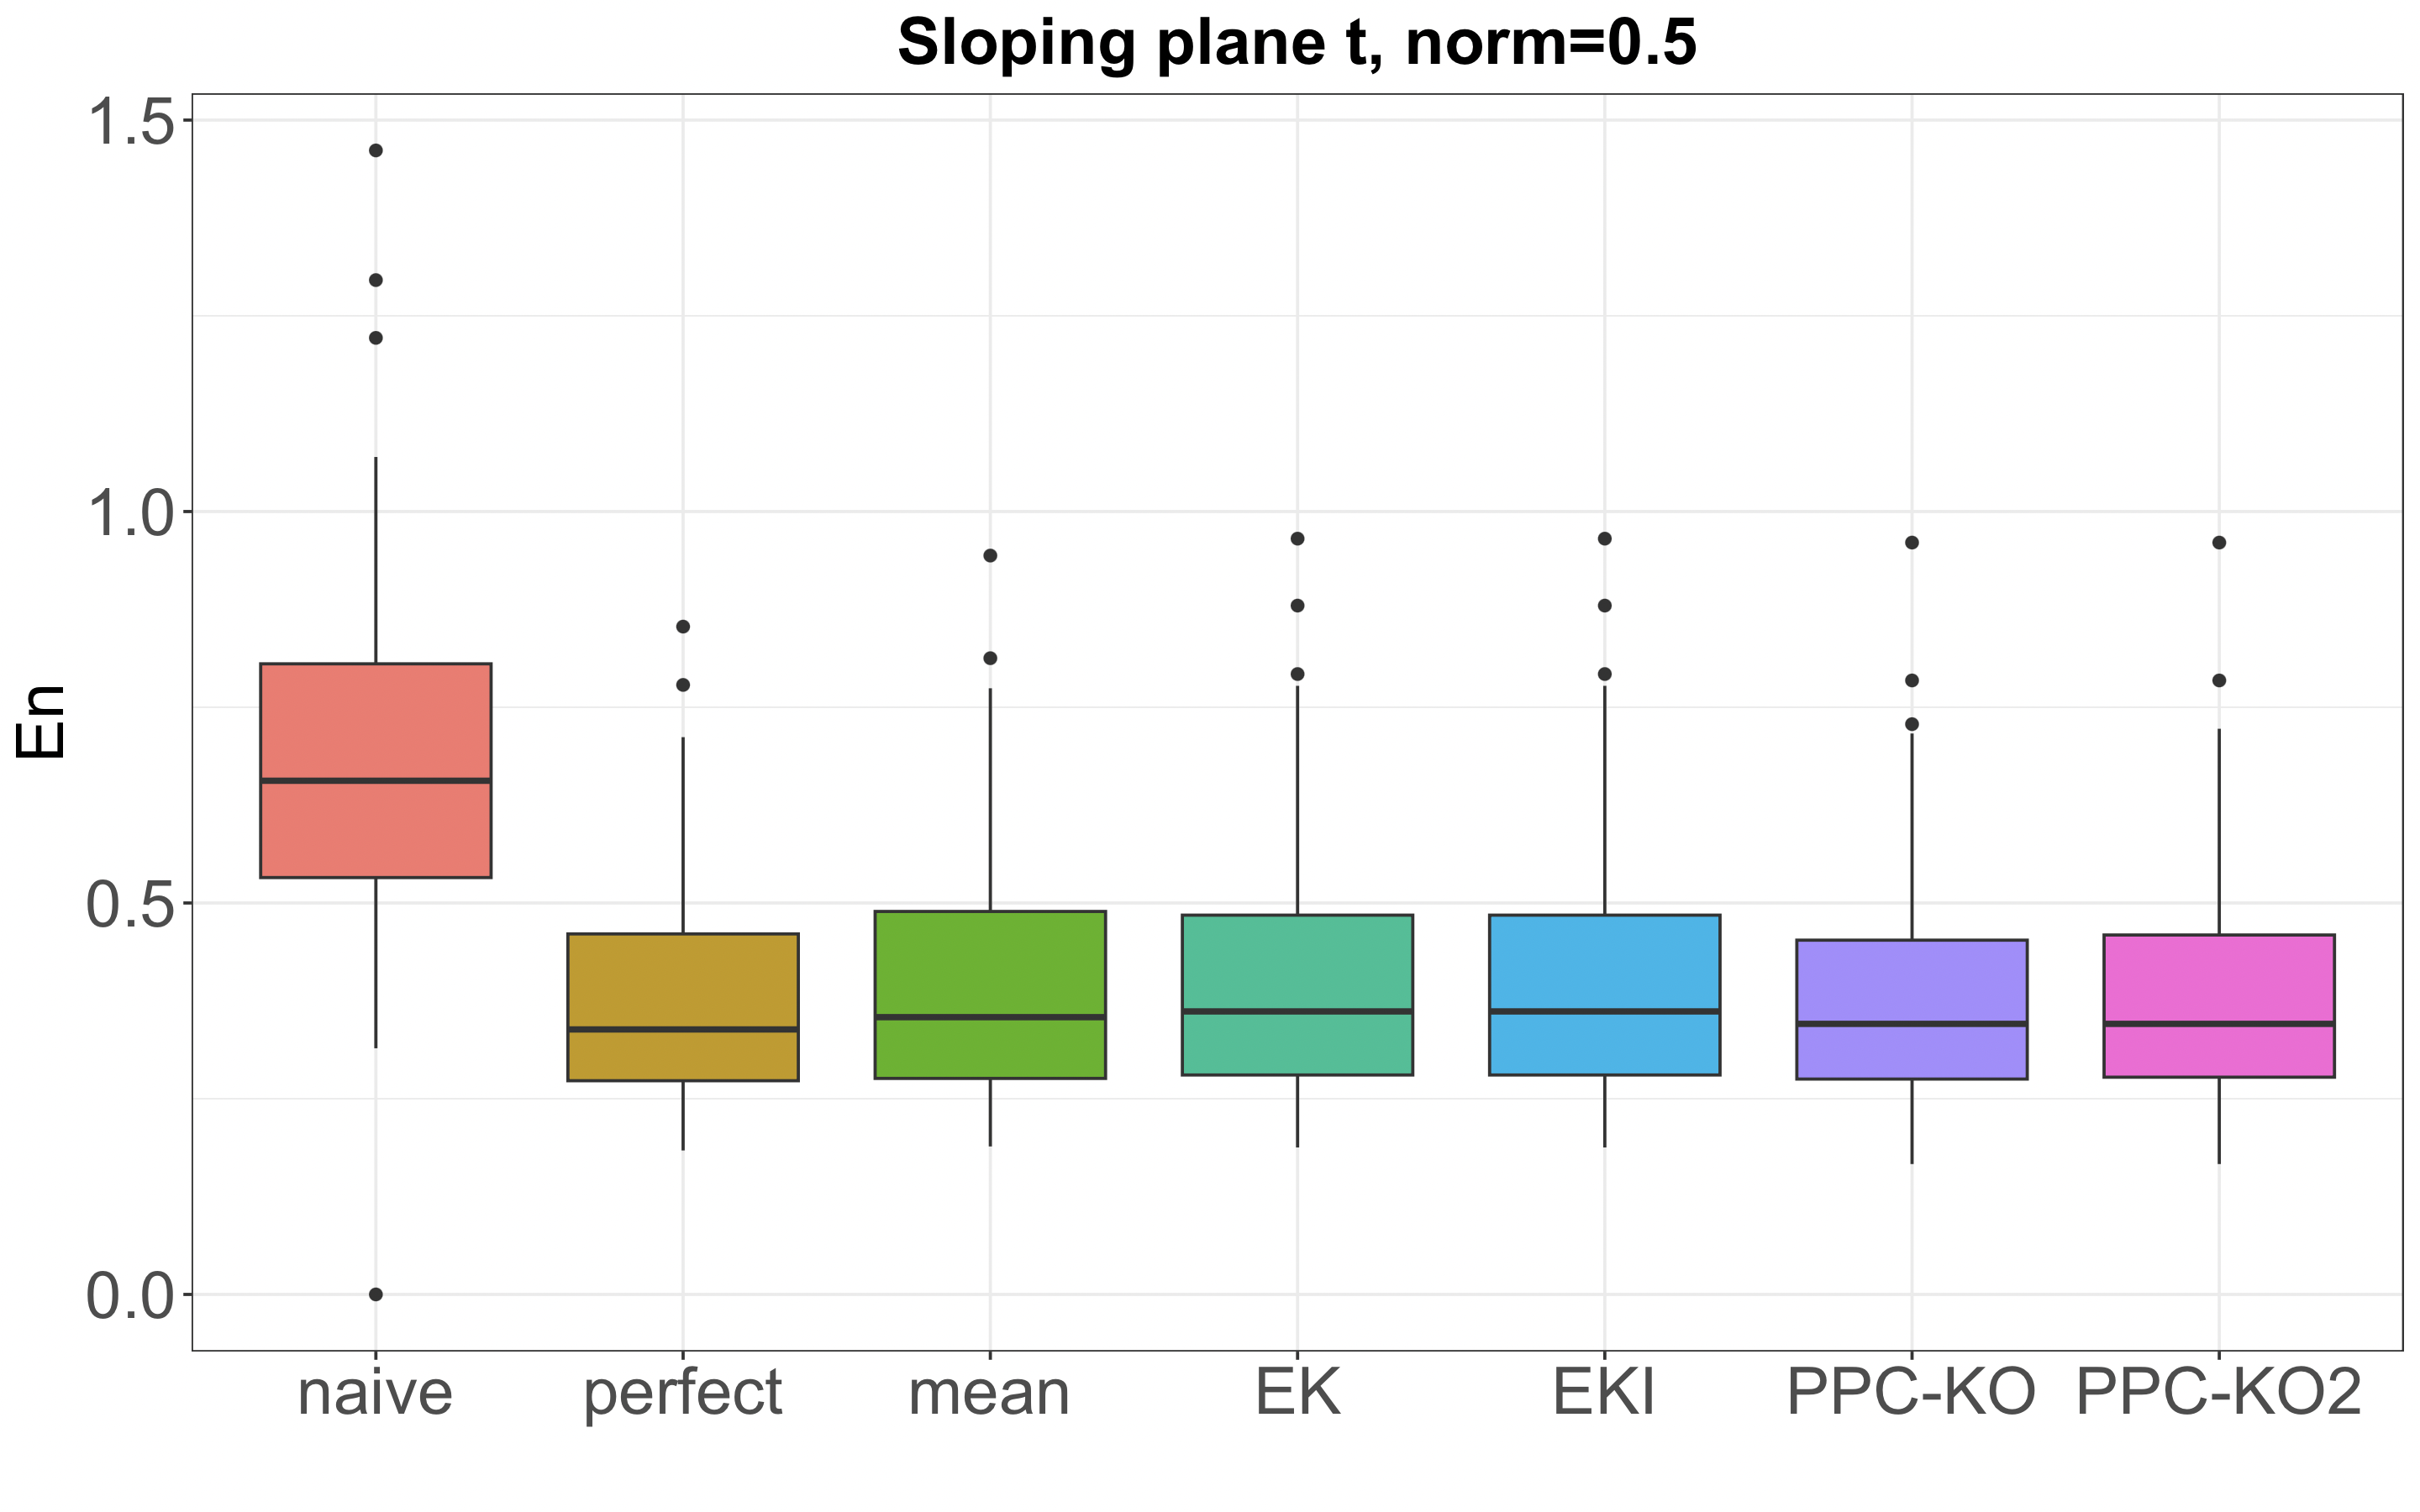 Sloping plane t, norm=0.5
1.5
1.0
0.5
0.0
En
naive perfect mean EK EKI PPC-KO PPC-KO2